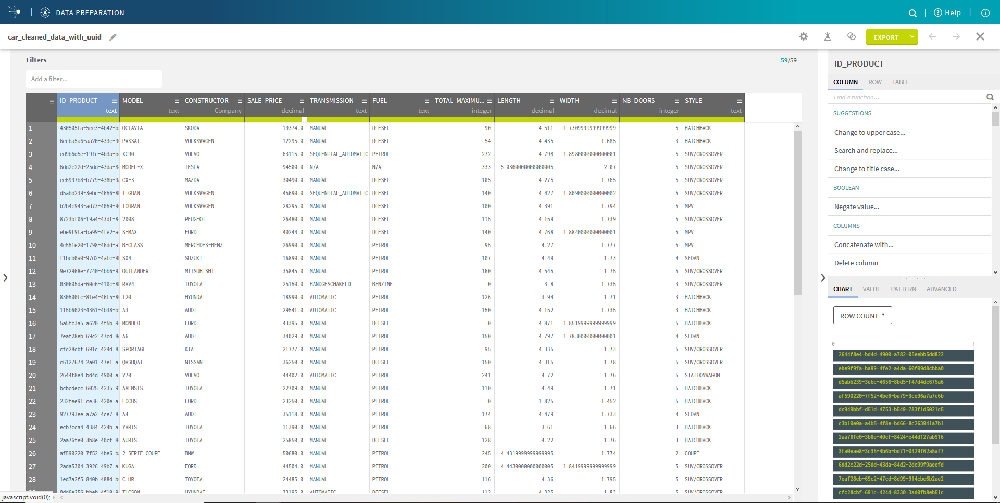 DATA PREPARATION
Help
car_cleaned_data_with_uuid
EXPORT
Filters
59/59
Add a filter...
ID_PRODUCT MODEL CONSTRUCTOR SALE_PRICE TRANSMISSION FUEL TOTAL_MAXIMU... LENGTH WIDTH NB_DOORS STYLE
text text Company decimal text text integer decimal decimal integer text
1 430505fa-5ec3-4b42-b5 OCTAVIA SKODA 19374.0 MANUAL DIESEL 90 4.511 1.7309999999999999 5 HATCHBACK
2 6eeba5a6-aa20-433c-90 PASSAT VOLKSWAGEN 12295.0 MANUAL DIESEL 54 4.435 1.685 3 HATCHBACK
3 ed9b6d5e-19fc-4b3a-b XC90 VOLVO 63115.0 SEQUENTIAL_AUTOMATIC PETROL 272 4.798 1.8980000000000001 5 SUV/CROSSOVER
4 6dd2c22d-25dd-43da-84 MODEL-X TESLA 94500.0 N/A N/A 333 5.0360000000000005 2.07 5 SUV/CROSSOVER
5 ee6997b8-b779-438b-9a CX-3 MAZDA 30490.0 MANUAL DIESEL 105 4.275 1.765 5 SUV/CROSSOVER
6 d5abb239-3ebc-4656-8b TIGUAN VOLKSWAGEN 45690.0 SEQUENTIAL_AUTOMATIC DIESEL 140 4.427 1.8090000000000002 5 SUV/CROSSOVER
7 b2b4c943-ad73-4059-90 TOURAN VOLKSWAGEN 28295.0 MANUAL DIESEL 100 4.391 1.794 5 MPV
8 8723bf06-19a4-43df-84 2008 PEUGEOT 26480.0 MANUAL DIESEL 115 4.159 1.739 5 SUV/CROSSOVER
9 ebe9f9fa-ba99-4fe2-a4 S-MAX FORD 40244.0 MANUAL DIESEL 140 4.768 1.8840000000000001 5 MPV
10 4c551e20-1798-46dd-a B-CLASS MERCEDES-BENZ 26990.0 MANUAL PETROL 95 4.27 1.777 5 MPV
11 f1bcb0a0-97d2-4afc-9 SX4 SUZUKI 16890.0 MANUAL PETROL 107 4.49 1.73 4 SEDAN
12 9e72968e-7740-4bb6-9 OUTLANDER MITSUBISHI 35845.0 MANUAL PETROL 160 4.545 1.75 5 SUV/CROSSOVER
13 030605da-60c6-410c-8 RAV4 TOYOTA 25150.0 HANDGESCHAKELD BENZINE 0 3.8 1.735 3 SUV/CROSSOVER
14 830500fc-81e4-46f5-8 I20 HYUNDAI 18990.0 AUTOMATIC PETROL 126 3.94 1.71 3 HATCHBACK
15 115b6023-4361-4b38-b AUDI A3 29541.0 AUTOMATIC PETROL 150 4.152 1.735 3 HATCHBACK
16 5a5fc3a5-a620-4f5b-94 MONDEO FORD 43395.0 MANUAL DIESEL 0 4.871 1.8519999999999999 5 HATCHBACK
17 7eaf28eb-69c2-47cd-8 A6 AUDI 34029.0 MANUAL PETROL 150 4.797 1.7830000000000001 4 SEDAN
18 cfc28cbf-691c-424d-8 SPORTAGE KIA 21777.0 MANUAL PETROL 95 4.335 1.73 5 SUV/CROSSOVER
19 c6127674-2a01-47e1-a QASHQAI NISSAN 36250.0 MANUAL DIESEL 150 4.315 1.78 5 SUV/CROSSOVER
20 2644f8e4-bd4d-4900-a V70 VOLVO 44402.0 AUTOMATIC PETROL 241 4.72 1.76 5 STATIONWAGON
21 bcbcdecc-6025-4235-9 AVENSIS TOYOTA 22709.0 MANUAL PETROL 110 4.49 1.71 5 HATCHBACK
22 232fee91-ce36-420e-a FOCUS FORD 23250.0 MANUAL PETROL 0 1.825 1.452 5 HATCHBACK
23 927793ee-a7a2-4ce7-84 A4 AUDI 35118.0 MANUAL PETROL 174 4.479 1.733 4 SEDAN
24 ecb7cca4-4384-424b-a YARIS TOYOTA 11390.0 MANUAL PETROL 68 3.61 1.66 3 HATCHBACK
25 2aa76fe0-3b8e-40cf-84 AURIS TOYOTA 25850.0 MANUAL DIESEL 128 4.22 1.76 3 HATCHBACK
26 af590220-7f52-4be6-ba 2-SERIE-COUPE BMW 50680.0 MANUAL PETROL 245 4.4319999999999995 1.774 2 COUPE
27 2ada5304-3926-49b7-a KUGA FORD 44504.0 MANUAL PETROL 200 4.4430000000000005 1.8419999999999999 5 SUV/CROSSOVER
28 1ed7a2f5-840b-488d-b C-HR TOYOTA 24485.0 MANUAL PETROL 116 4.36 1.795 5 SUV/CROSSOVER
0dd6e256-bbeb-4f10-9 TUCSON HYUNDAI 33195.0 AUTOMATIC DIESEL 112 4.325 1.83 5 SUV/CROSSOVER
javascript:void(0);
ID_PRODUCT
COLUMN ROW TABLE
Find a function...
SUGGESTIONS
Change to upper case...
Search and replace...
Change to title case...
BOOLEAN
Negate value...
COLUMNS
Concatenate with...
Delete column
CHART VALUE PATTERN ADVANCED
ROW COUNT
0 1
2644f8e4-bd4d-4900-a782-05eebb5dd822
ebe9f9fa-ba99-4fe2-a4da-60f09d8cbba0
d5abb239-3ebc-4656-8bd5-f47d4dc675a6
af590220-7f52-4be6-ba79-3ce96a7a7c6b
dc949bbf-d51d-4753-b549-783f1d5021c5
c3b10e0a-a4b5-4f8e-bd66-8c263941a7b1
2aa76fe0-3b8e-40cf-8424-e44d127ab916
3fa0eae8-3c35-4b6b-bd71-0429f62a5af7
6dd2c22d-25dd-43da-84d2-2dc99f9aeefd
7eaf28eb-69c2-47cd-8d99-914cbe6b2ae2
cfc28cbf-691c-424d-8330-3ad0fb8eb51c